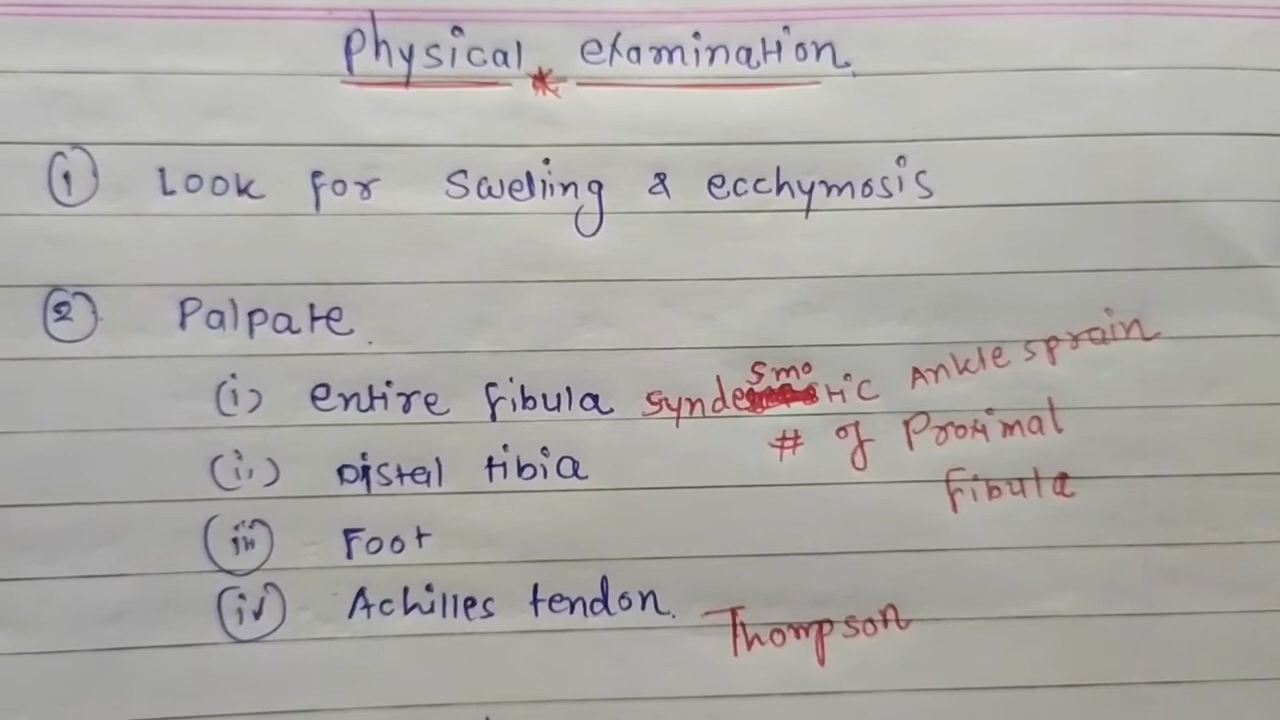 Physical * examination
① Look for Swelling & ecchymosis
② Palpate.
(i) entire fibula syndesmotic Ankle sprain
# of Proximal
fibula
(ii) Distal tibia
(iii) Foot
(iv) Achilles tendon. Thompson